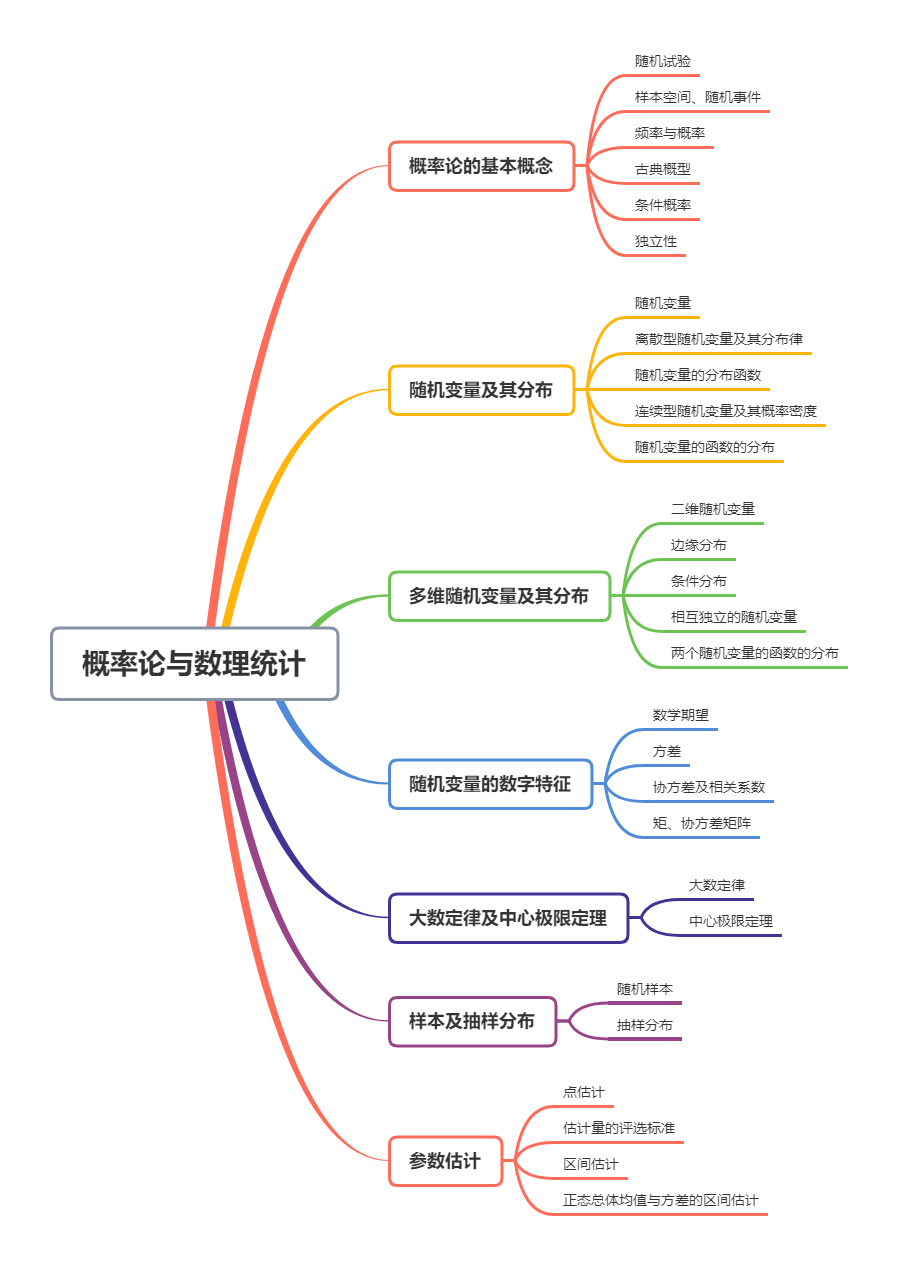 概率论与数理统计
概率论的基本概念
随机试验
样本空间、随机事件
频率与概率
古典概型
条件概率
独立性
随机变量及其分布
随机变量
离散型随机变量及其分布律
随机变量的分布函数
连续型随机变量及其概率密度
随机变量的函数的分布
多维随机变量及其分布
二维随机变量
边缘分布
条件分布
相互独立的随机变量
两个随机变量的函数的分布
随机变量的数字特征
数学期望
方差
协方差及相关系数
矩、协方差矩阵
大数定律及中心极限定理
大数定律
中心极限定理
样本及抽样分布
随机样本
抽样分布
参数估计
点估计
估计量的评选标准
区间估计
正态总体均值与方差的区间估计